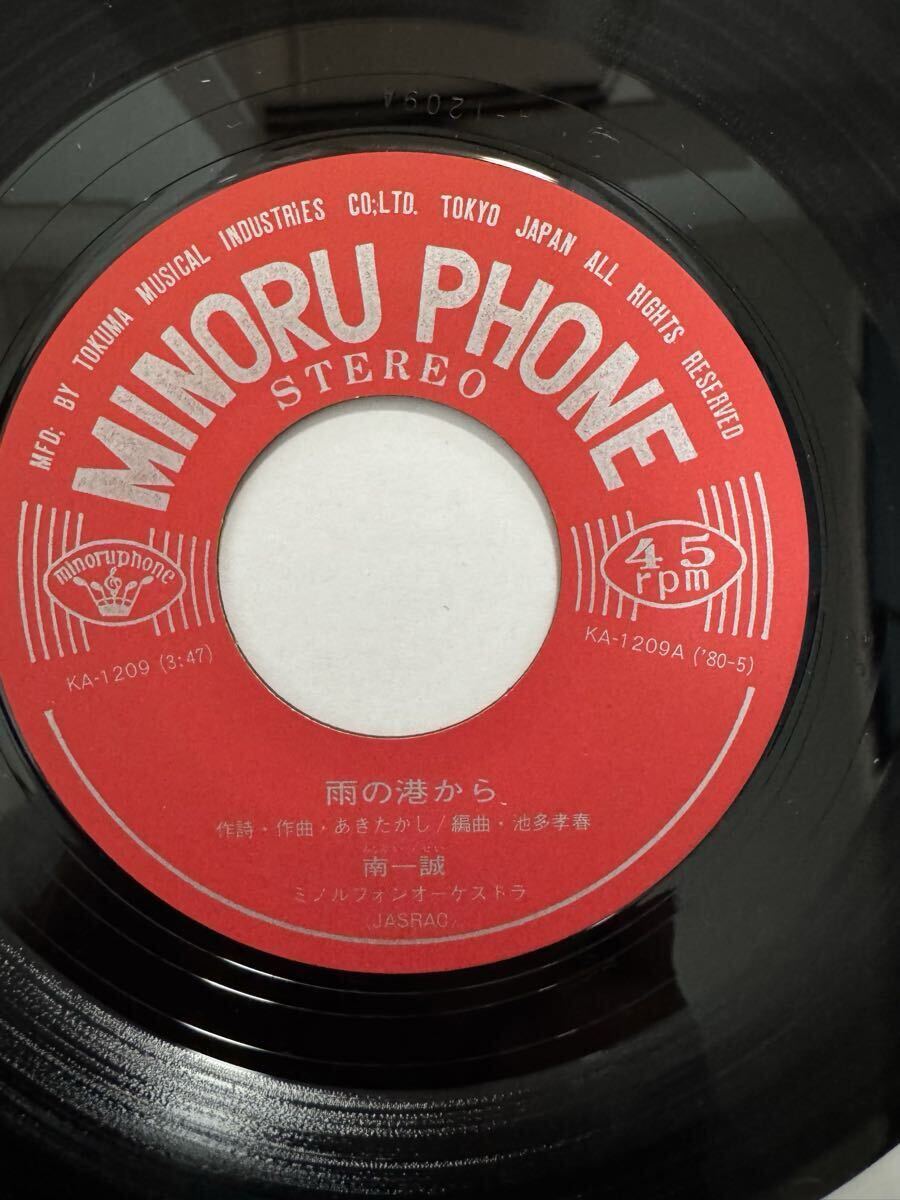 12094
MFD; BY TOKUMA MUSICAL INDUSTRIES CO;LTD. TOKYO JAPAN ALL RIGHTS RESERVED
MINORU PHONE
STEREO
minoruphone
45
rpm
KA-1209 (3:47)
KA-1209A ('80-5)
雨の港から
作詩・作曲・あきたかし/編曲・池多孝春
南一誠
ミノルフォンオーケストラ
(JASRAC)